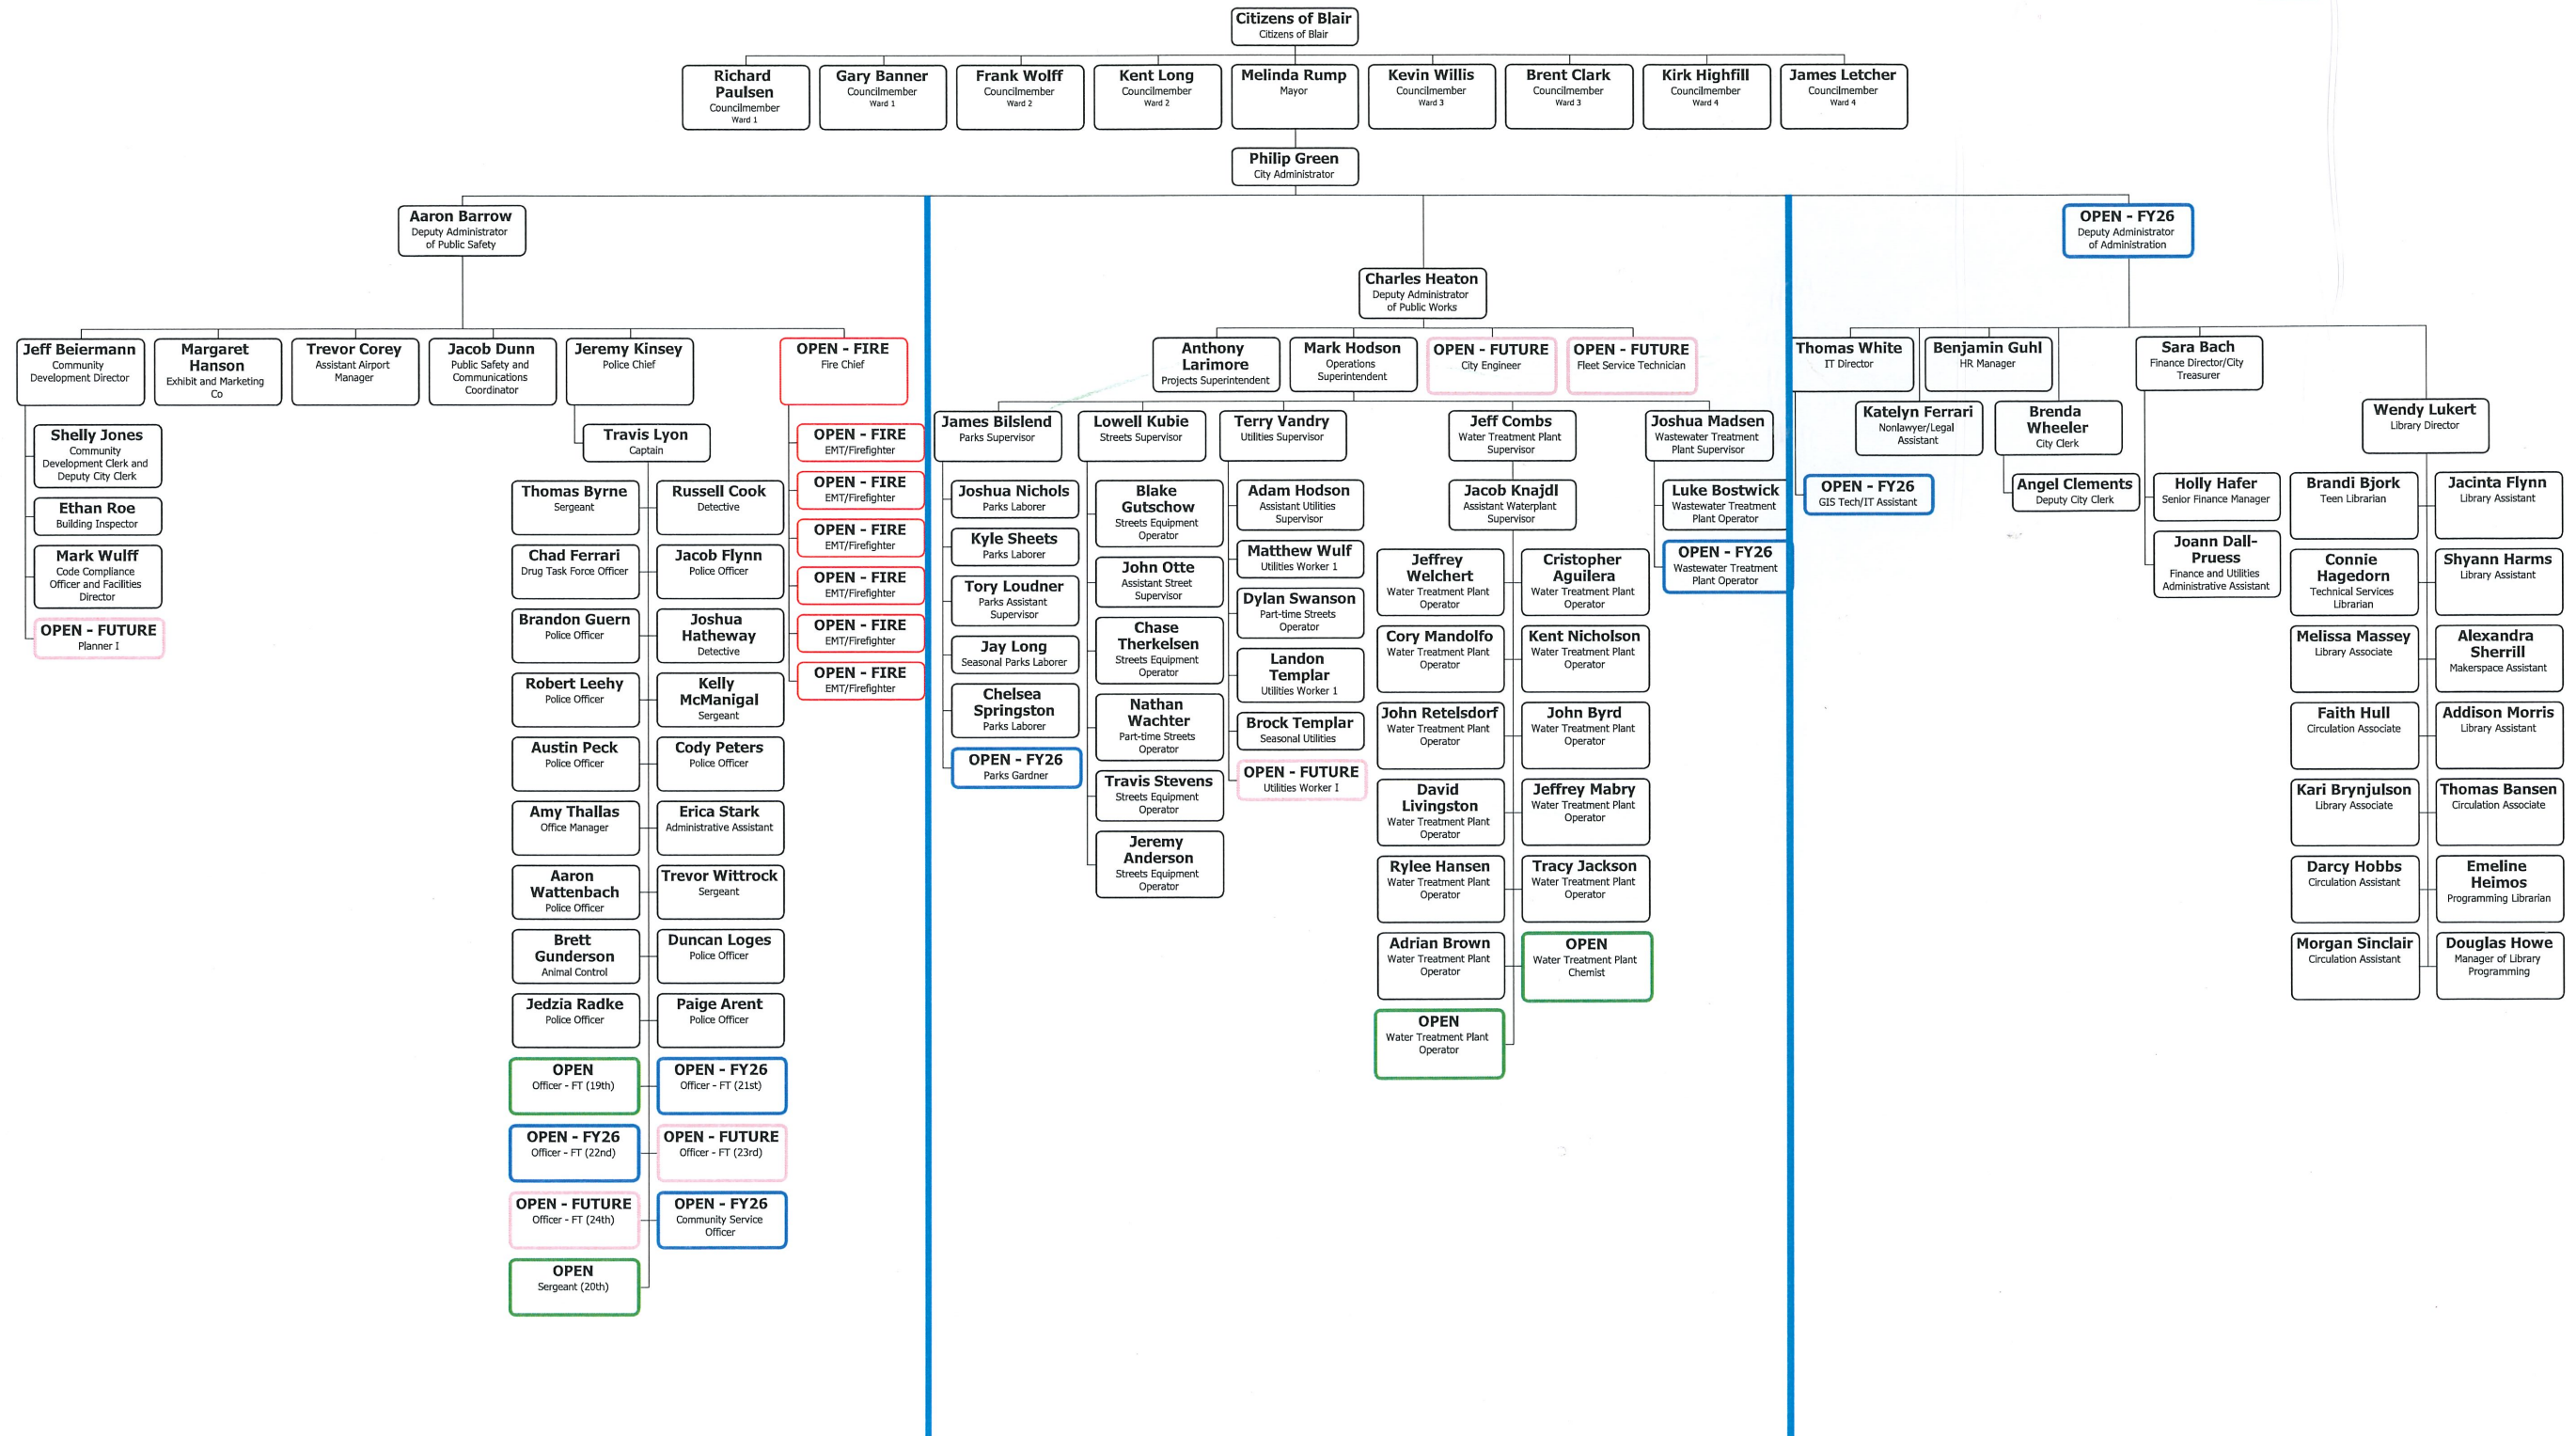 Citizens of Blair
Citizens of Blair
Richard
Paulsen
Councilmember
Ward 1
Gary Banner
Councilmember
Ward 1
Frank Wolff
Councilmember
Ward 2
Kent Long
Councilmember
Ward 2
Melinda Rump
Mayor
Kevin Willis
Councilmember
Ward 3
Brent Clark
Councilmember
Ward 3
Kirk Highfill
Councilmember
Ward 4
James Letcher
Councilmember
Ward 4
Philip Green
City Administrator
Aaron Barrow
Deputy Administrator
of Public Safety
Jeff Beiermann
Community
Development Director
Margaret
Hanson
Exhibit and Marketing
Co
Trevor Corey
Assistant Airport
Manager
Jacob Dunn
Public Safety and
Communications
Coordinator
Jeremy Kinsey
Police Chief
OPEN - FIRE
Fire Chief
Shelly Jones
Community
Development Clerk and
Deputy City Clerk
Ethan Roe
Building Inspector
Mark Wulff
Code Compliance
Officer and Facilities
Director
OPEN - FUTURE
Planner I
Travis Lyon
Captain
Thomas Byrne
Sergeant
Russell Cook
Detective
Chad Ferrari
Drug Task Force Officer
Jacob Flynn
Police Officer
Brandon Guern
Police Officer
Joshua
Hatheway
Detective
Robert Leehy
Police Officer
Kelly
McManigal
Sergeant
Austin Peck
Police Officer
Cody Peters
Police Officer
Amy Thallas
Office Manager
Erica Stark
Administrative Assistant
Aaron
Wattenbach
Police Officer
Trevor Wittrock
Sergeant
Brett
Gunderson
Animal Control
Duncan Loges
Police Officer
Jedzia Radke
Police Officer
Paige Arent
Police Officer
OPEN
Officer - FT (19th)
OPEN - FY26
Officer - FT (21st)
OPEN - FY26
Officer - FT (22nd)
OPEN - FUTURE
Officer - FT (23rd)
OPEN - FUTURE
Officer - FT (24th)
OPEN - FY26
Community Service
Officer
OPEN
Sergeant (20th)
OPEN - FIRE
EMT/Firefighter
OPEN - FIRE
EMT/Firefighter
OPEN - FIRE
EMT/Firefighter
OPEN - FIRE
EMT/Firefighter
OPEN - FIRE
EMT/Firefighter
OPEN - FIRE
EMT/Firefighter
Charles Heaton
Deputy Administrator
of Public Works
Anthony
Larimore
Projects Superintendent
Mark Hodson
Operations
Superintendent
OPEN - FUTURE
City Engineer
OPEN - FUTURE
Fleet Service Technician
James Bilslend
Parks Supervisor
Lowell Kubie
Streets Supervisor
Terry Vandry
Utilities Supervisor
Jeff Combs
Water Treatment Plant
Supervisor
Joshua Madsen
Wastewater Treatment
Plant Supervisor
Joshua Nichols
Parks Laborer
Kyle Sheets
Parks Laborer
Tory Loudner
Parks Assistant
Supervisor
Jay Long
Seasonal Parks Laborer
Chelsea
Springston
Parks Laborer
OPEN - FY26
Parks Gardner
Blake
Gutschow
Streets Equipment
Operator
John Otte
Assistant Street
Supervisor
Chase
Therkelsen
Streets Equipment
Operator
Nathan
Wachter
Part-time Streets
Operator
Travis Stevens
Streets Equipment
Operator
Jeremy
Anderson
Streets Equipment
Operator
Adam Hodson
Assistant Utilities
Supervisor
Matthew Wulf
Utilities Worker 1
Dylan Swanson
Part-time Streets
Operator
Landon
Templar
Utilities Worker 1
Brock Templar
Seasonal Utilities
OPEN - FUTURE
Utilities Worker I
Jacob Knajdl
Assistant Waterplant
Supervisor
Jeffrey
Welchert
Water Treatment Plant
Operator
Cristopher
Aguilera
Water Treatment Plant
Operator
Cory Mandolfo
Water Treatment Plant
Operator
Kent Nicholson
Water Treatment Plant
Operator
John Retelsdorf
Water Treatment Plant
Operator
John Byrd
Water Treatment Plant
Operator
David
Livingston
Water Treatment Plant
Operator
Jeffrey Mabry
Water Treatment Plant
Operator
Rylee Hansen
Water Treatment Plant
Operator
Tracy Jackson
Water Treatment Plant
Operator
Adrian Brown
Water Treatment Plant
Operator
OPEN
Water Treatment Plant
Chemist
OPEN
Water Treatment Plant
Operator
Luke Bostwick
Wastewater Treatment
Plant Operator
OPEN - FY26
Wastewater Treatment
Plant Operator
OPEN - FY26
Deputy Administrator
of Administration
Thomas White
IT Director
Benjamin Guhl
HR Manager
Sara Bach
Finance Director/City
Treasurer
Katelyn Ferrari
Nonlawyer/Legal
Assistant
Brenda
Wheeler
City Clerk
Wendy Lukert
Library Director
OPEN - FY26
GIS Tech/IT Assistant
Angel Clements
Deputy City Clerk
Holly Hafer
Senior Finance Manager
Joann Dall-
Pruess
Finance and Utilities
Administrative Assistant
Brandi Bjork
Teen Librarian
Jacinta Flynn
Library Assistant
Connie
Hagedorn
Technical Services
Librarian
Shyann Harms
Library Assistant
Melissa Massey
Library Associate
Alexandra
Sherrill
Makerspace Assistant
Faith Hull
Circulation Associate
Addison Morris
Library Assistant
Kari Brynjulson
Library Associate
Thomas Bansen
Circulation Associate
Darcy Hobbs
Circulation Assistant
Emeline
Heimos
Programming Librarian
Morgan Sinclair
Circulation Assistant
Douglas Howe
Manager of Library
Programming